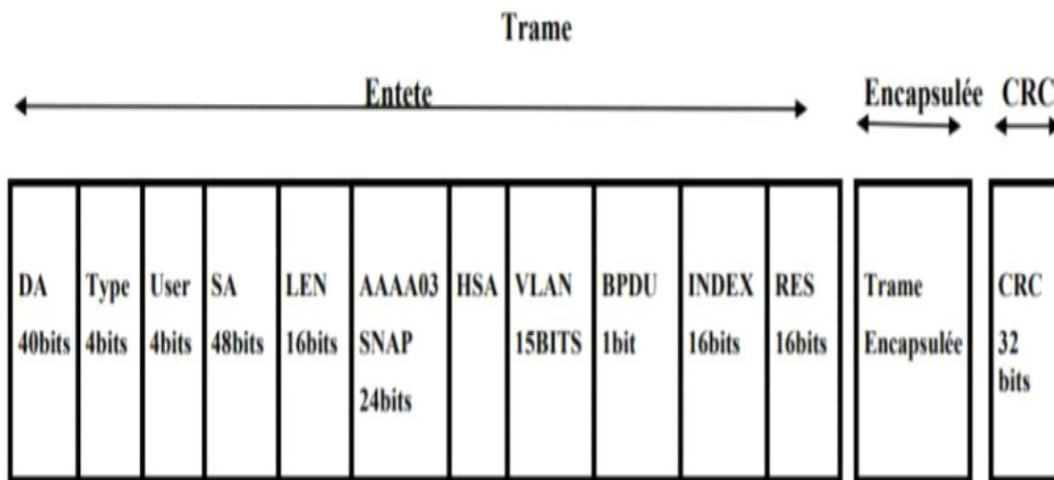 Trame
Entete
Encapsulée
CRC
DA
40bits
Type
4bits
User
4bits
SA
48bits
LEN
16bits
AAAA03
SNAP
24bits
HSA
VLAN
15BITS
BPDU
1bit
INDEX
16bits
RES
16bits
Trame
Encapsulée
CRC
32
bits